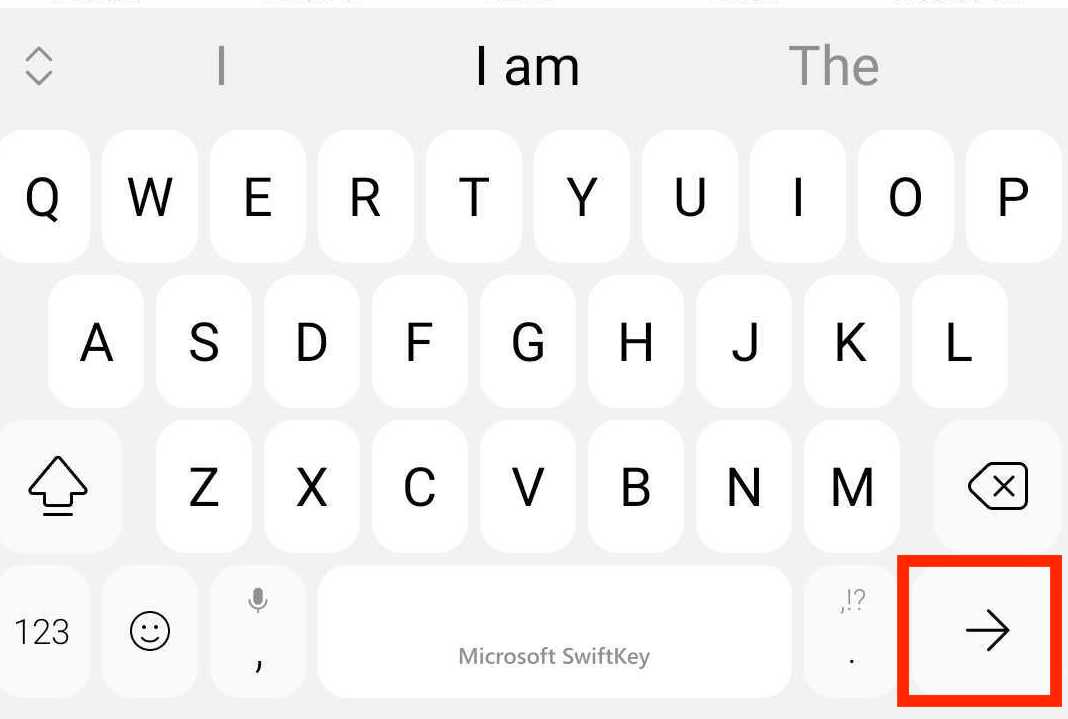 I I am The
Q W E R T Y U I O P
A S D F G H J K L
Z X C V B N M
,!?
123 , Microsoft SwiftKey .